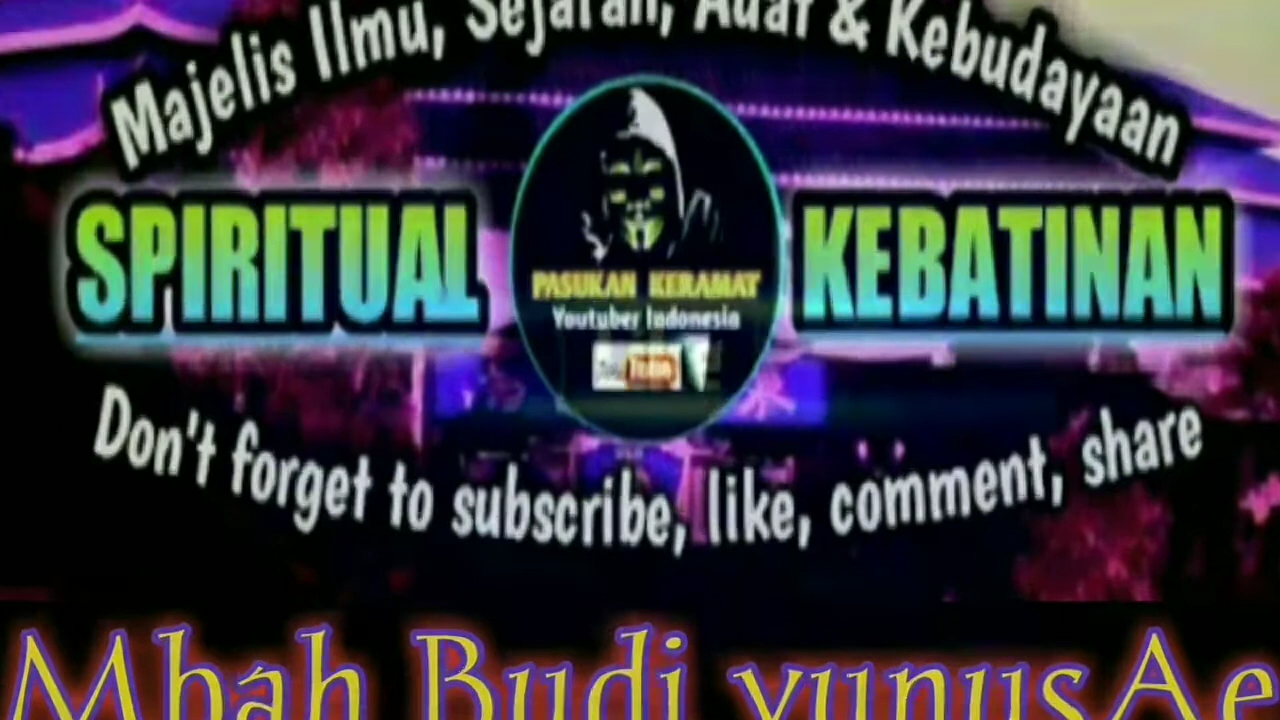 Majelis Ilmu, Sejarah, Adat & Kebudayaan
SPIRITUAL
KEBATINAN
PASUKAN KERAMAT
Youtuber Indonesia
YouTube
Don't forget to subscribe, like, comment, share
Mbah Budi yunusAe